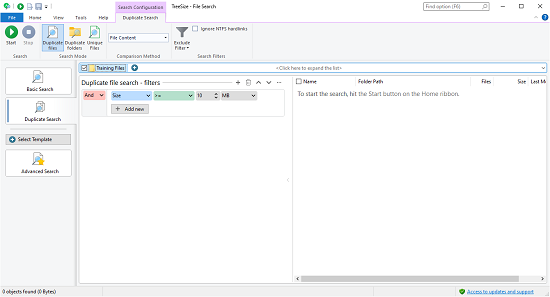 Search Configuration
TreeSize - File Search
Find option (F6)
File Home View Tools Help Duplicate Search
Start Stop Duplicate files Duplicate folders Unique Files File Content Exclude Filter Ignore NTFS hardlinks
Search Search Mode Comparison Method Search Filters
Training Files <Click here to expand the list>
Basic Search
Duplicate Search
Select Template
Advanced Search
Duplicate file search - filters
And Size >= 10 MB
Add new
Name Folder Path Files Size Last Mo
To start the search, hit the Start button on the Home ribbon.
0 objects found (0 Bytes) Access to updates and support